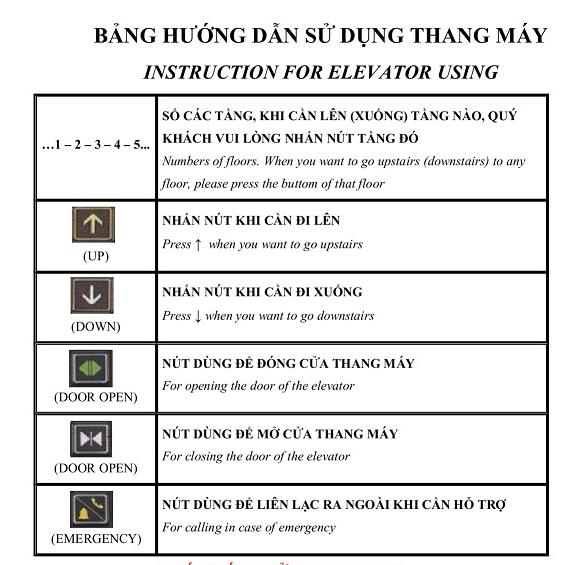 BẢNG HƯỚNG DẪN SỬ DỤNG THANG MÁY
INSTRUCTION FOR ELEVATOR USING
…1 – 2 – 3 – 4 – 5...
SỐ CÁC TẦNG, KHI CẦN LÊN (XUỐNG) TẦNG NÀO, QUÝ
KHÁCH VUI LÒNG NHẤN NÚT TẦNG ĐÓ
Numbers of floors. When you want to go upstairs (downstairs) to any
floor, please press the buttom of that floor
(UP)
NHẤN NÚT KHI CẦN ĐI LÊN
Press ↑ when you want to go upstairs
(DOWN)
NHẤN NÚT KHI CẦN ĐI XUỐNG
Press ↓ when you want to go downstairs
(DOOR OPEN)
NÚT DÙNG ĐỂ ĐÓNG CỬA THANG MÁY
For opening the door of the elevator
(DOOR OPEN)
NÚT DÙNG ĐỂ MỞ CỬA THANG MÁY
For closing the door of the elevator
(EMERGENCY)
NÚT DÙNG ĐỂ LIÊN LẠC RA NGOÀI KHI CẦN HỖ TRỢ
For calling in case of emergency